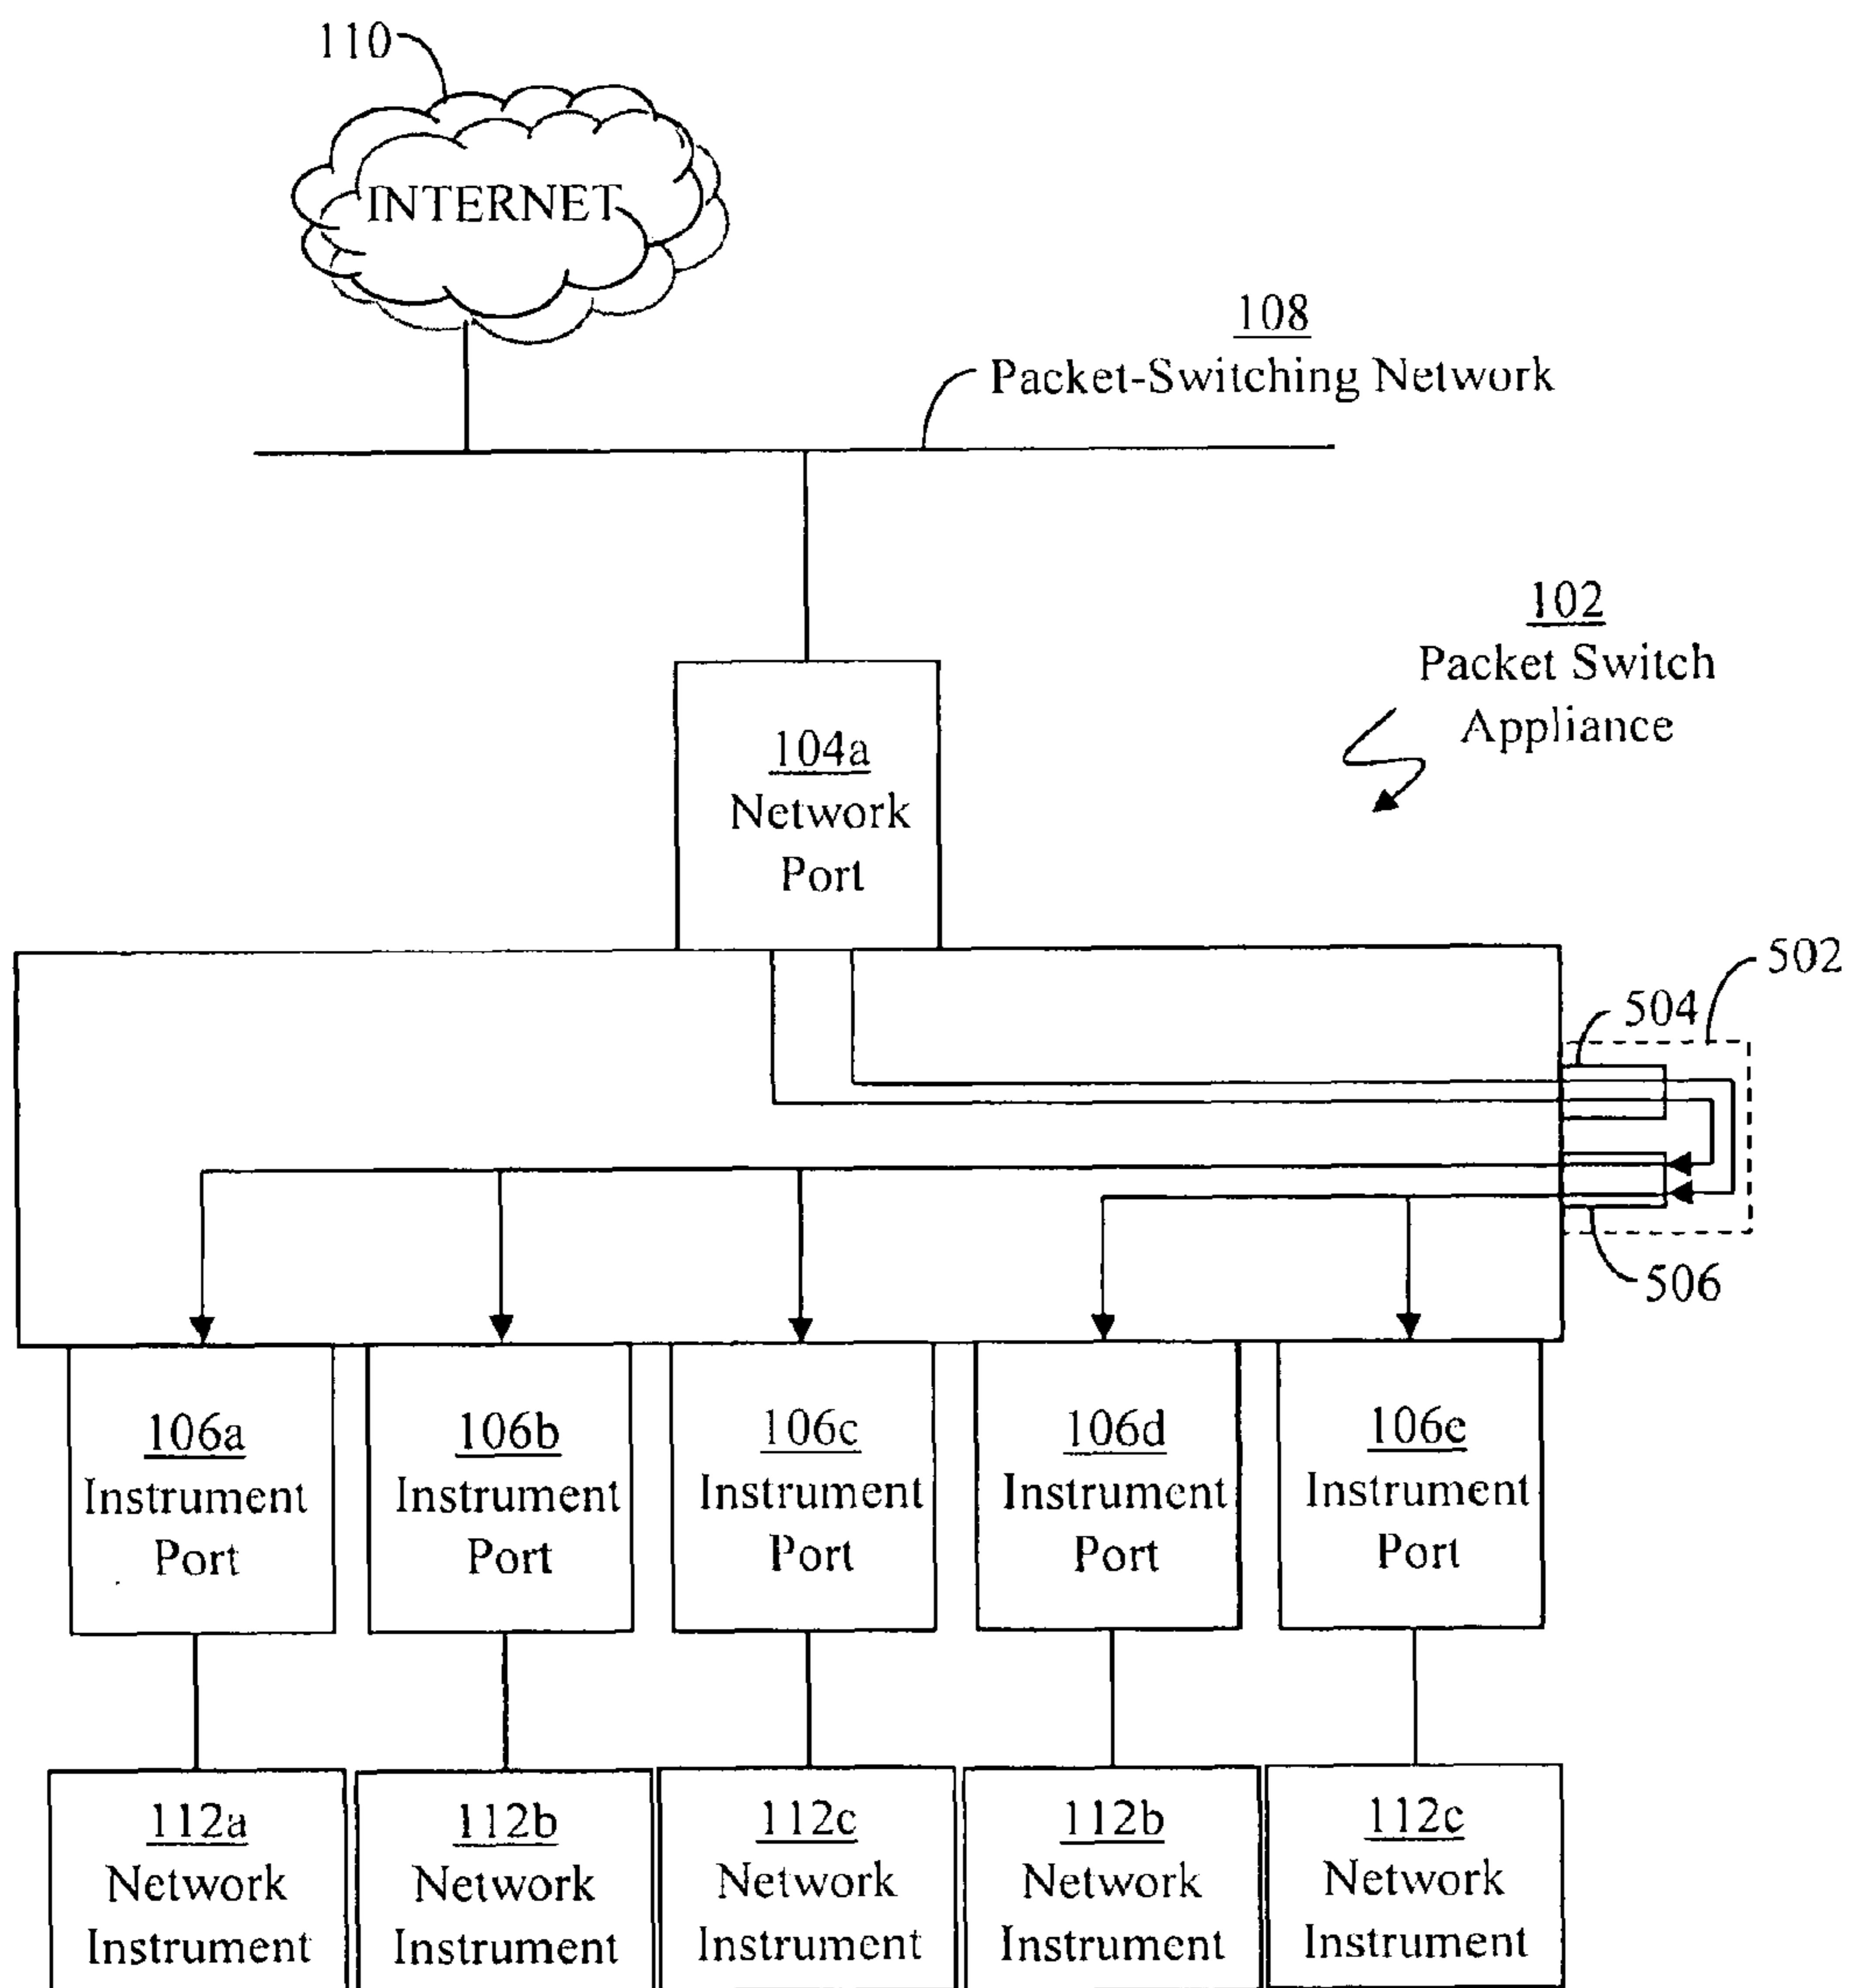 110
INTERNET
108
Packet-Switching Network
102
Packet Switch
Appliance
104a
Network
Port
502
504
506
106a
Instrument
Port
106b
Instrument
Port
106c
Instrument
Port
106d
Instrument
Port
106e
Instrument
Port
112a
Network
Instrument
112b
Network
Instrument
112c
Network
Instrument
112b
Network
Instrument
112c
Network
Instrument